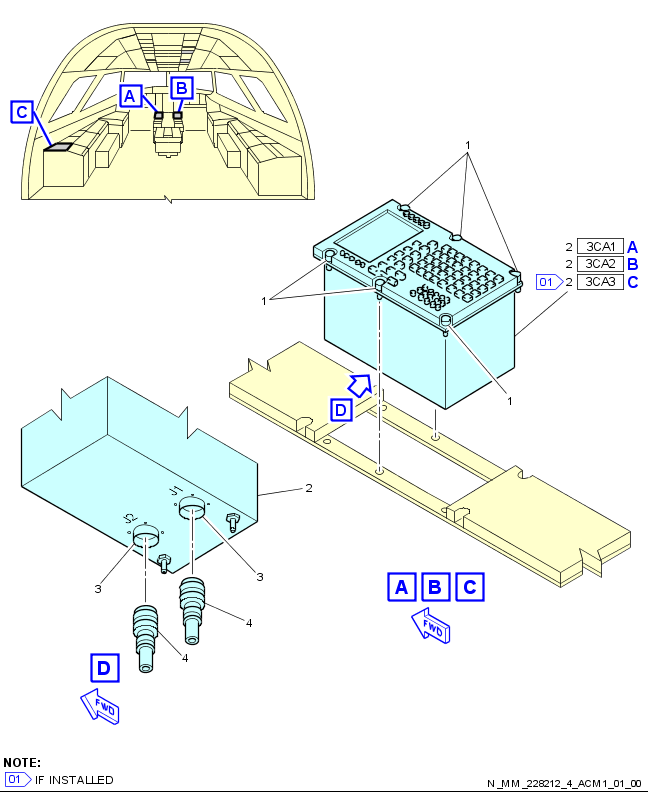 A
B
C
1
2 3CA1 A
2 3CA2 B
01 2 3CA3 C
1
1
D
2
J1
J2
3
3
4
4
A B C
FWD
D
FWD
NOTE:
01 IF INSTALLED
N_MM_228212_4_ACM1_01_00